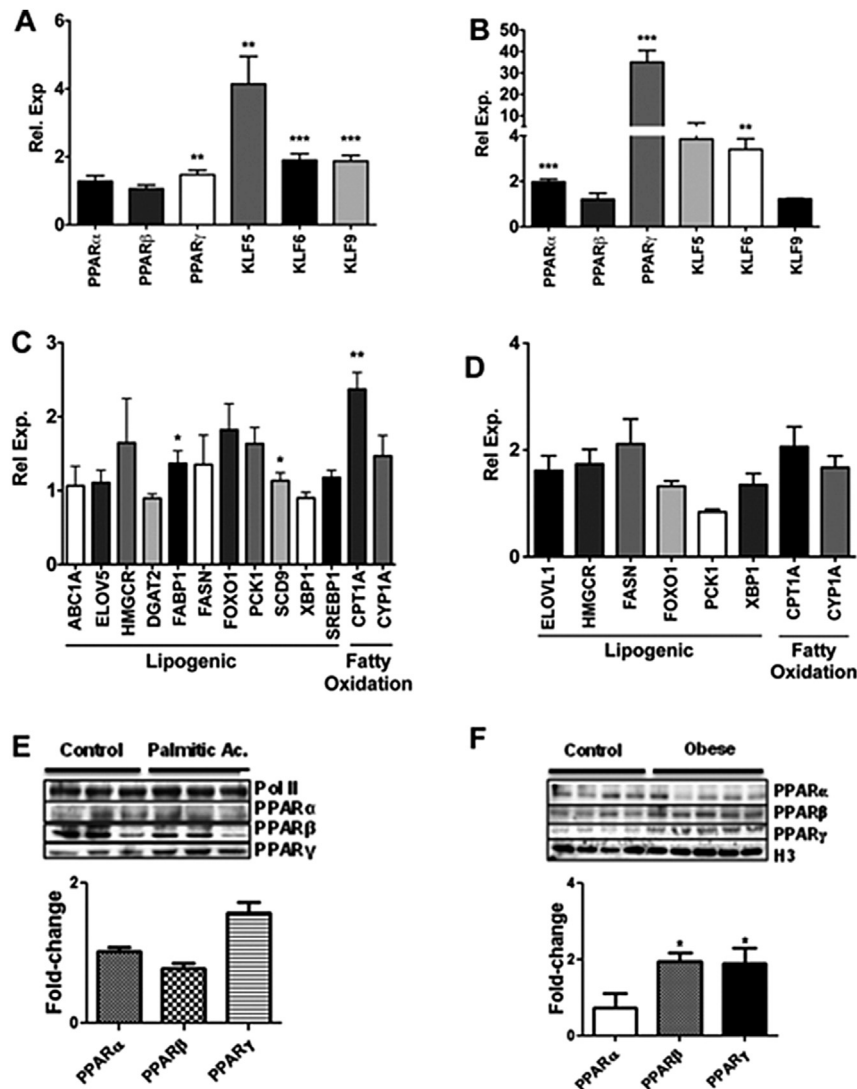 A
Rel. Exp
6
4
2
0
**
**
***
***
PPARα
PPARβ
PPARγ
KLF5
KLF6
KLF9
B
Rel Exp.
50
40
30
20
10
4
2
0
***
***
**
PPARα
PPARβ
PPARγ
KLF5
KLF6
KLF9
C
Rel Exp.
3
2
1
0
*
*
**
ABC1A
ELOV5
HMGCR
DGAT2
FABP1
FASN
FOXO1
PCK1
SCD9
XBP1
SREBP1
CPT1A
CYP1A
Lipogenic
Fatty
Oxidation
D
Rel Exp.
4
2
0
ELOVL1
HMGCR
FASN
FOXO1
PCK1
XBP1
CPT1A
CYP1A
Lipogenic
Fatty
Oxidation
E
Control
Palmitic Ac.
Pol II
PPARα
PPARβ
PPARγ
Fold-change
2
1
0
PPARα
PPARβ
PPARγ
F
Control
Obese
PPARα
PPARβ
PPARγ
H3
Fold-change
4
2
0
*
*
PPARα
PPARβ
PPARγ